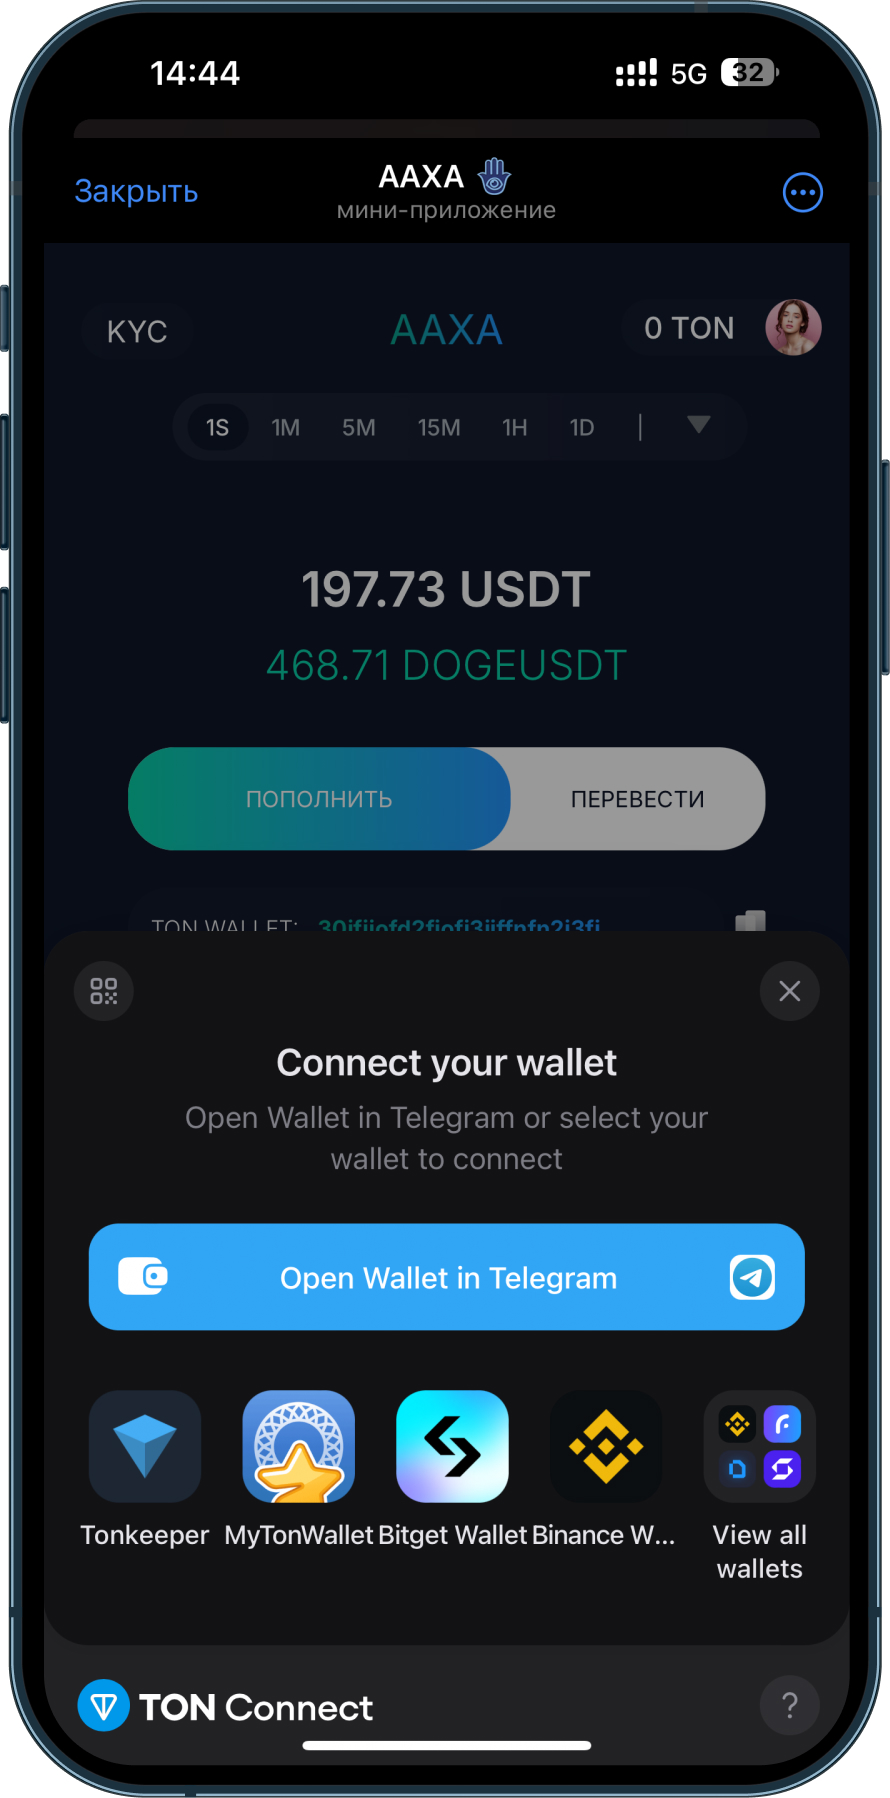 14:44
5G
32
Закрыть
AAXA
мини-приложение
KYC
AAXA
0 TON
1S 1M 5M 15M 1H 1D |
197.73 USDT
468.71 DOGEUSDT
ПОПОЛНИТЬ
ПЕРЕВЕСТИ
TON WALLET:
Connect your wallet
Open Wallet in Telegram or select your
wallet to connect
Open Wallet in Telegram
Tonkeeper
MyTonWallet
Bitget Wallet
Binance W...
View all
wallets
TON Connect
?